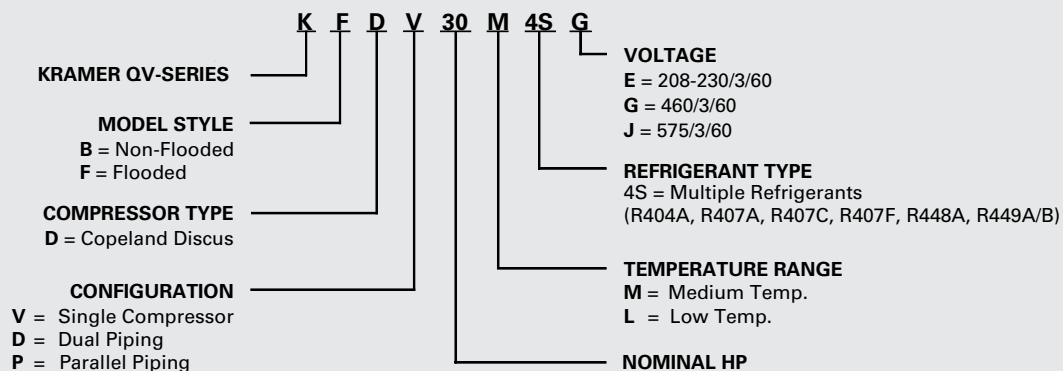 K F D V 30 M 4S G
KRAMER QV-SERIES
MODEL STYLE
B = Non-Flooded
F = Flooded
COMPRESSOR TYPE
D = Copeland Discus
CONFIGURATION
V = Single Compressor
D = Dual Piping
P = Parallel Piping
VOLTAGE
E = 208-230/3/60
G = 460/3/60
J = 575/3/60
REFRIGERANT TYPE
4S = Multiple Refrigerants
(R404A, R407A, R407C, R407F, R448A, R449A/B)
TEMPERATURE RANGE
M = Medium Temp.
L = Low Temp.
NOMINAL HP